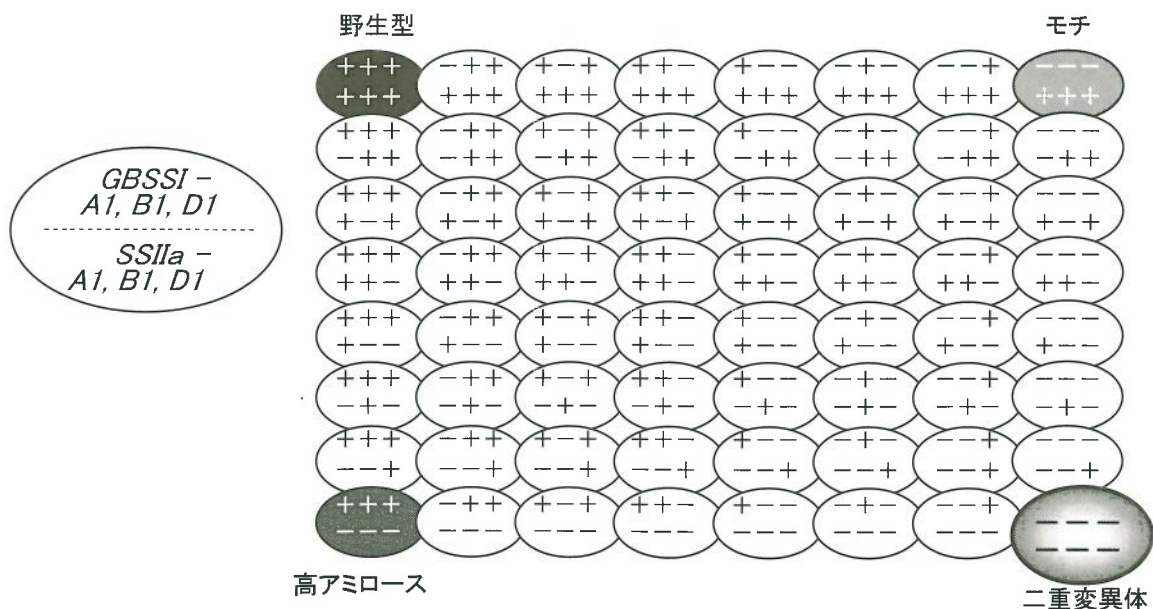 野生型 モチ
+++ −++ +−+ ++− +−− −+− −−+ −−−
+++ +++ +++ +++ +++ +++ +++ +++
+++ −++ +−+ ++− +−− −+− −−+ −−−
−++ −++ −++ −++ −++ −++ −++ −++
GBSSI −
A1, B1, D1
SSIIa −
A1, B1, D1
+++ −++ +−+ ++− +−− −+− −−+ −−−
+−+ +−+ +−+ +−+ +−+ +−+ +−+ +−+
+++ −++ +−+ ++− +−− −+− −−+ −−−
++− ++− ++− ++− ++− ++− ++− ++−
+++ −++ +−+ ++− +−− −+− −−+ −−−
+−− +−− +−− +−− +−− +−− +−− +−−
+++ −++ +−+ ++− +−− −+− −−+ −−−
−+− −+− −+− −+− −+− −+− −+− −+−
+++ −++ +−+ ++− +−− −+− −−+ −−−
−−+ −−+ −−+ −−+ −−+ −−+ −−+ −−+
+++ −++ +−+ ++− +−− −+− −−+ −−−
−−− −−− −−− −−− −−− −−− −−− −−−
高アミロース 二重変異体